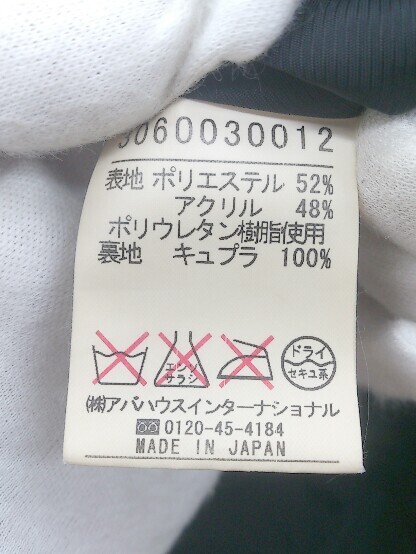 3060030012
表地 ポリエステル 52%
アクリル 48%
ポリウレタン樹脂使用
裏地 キュプラ 100%
エンソ
サラシ
ドライ
セキユ系
㈱アバハウスインターナショナル
0120-45-4184
MADE IN JAPAN